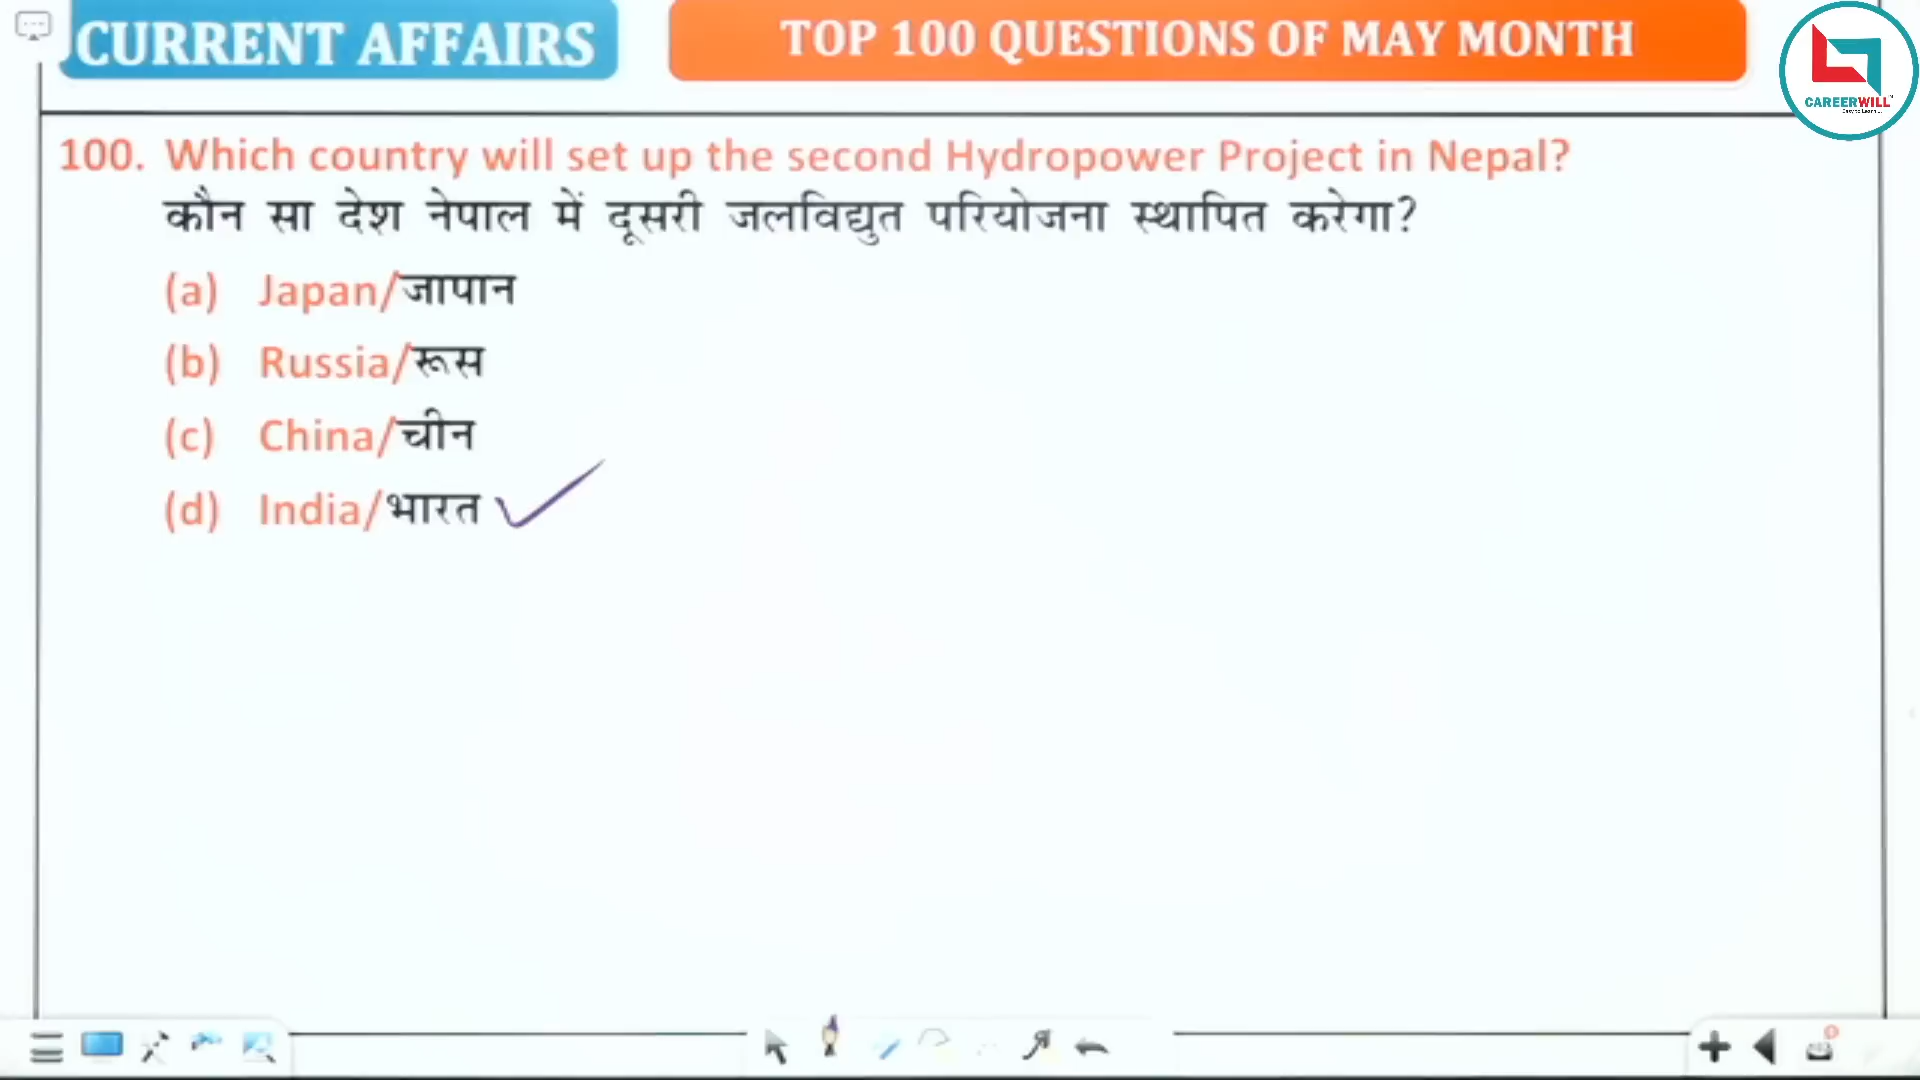 CURRENT AFFAIRS
TOP 100 QUESTIONS OF MAY MONTH
CAREERWILL
100. Which country will set up the second Hydropower Project in Nepal?
कौन सा देश नेपाल में दूसरी जलविद्युत परियोजना स्थापित करेगा?
(a) Japan/जापान
(b) Russia/रूस
(c) China/चीन
(d) India/भारत